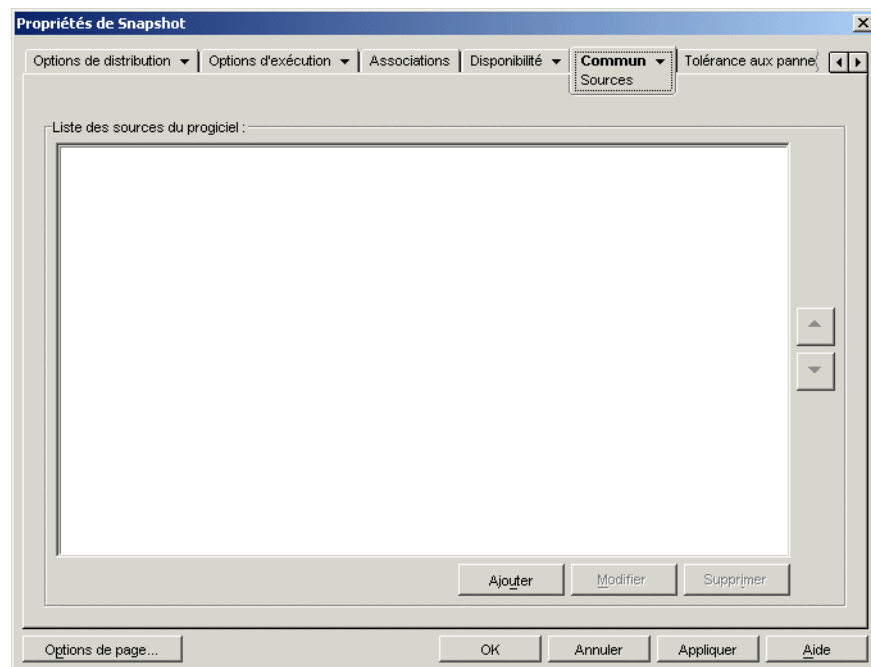 Propriétés de Snapshot
Options de distribution Options d'exécution Associations Disponibilité Commun Tolérance aux panne
Sources
Liste des sources du progiciel :
Ajouter Modifier Supprimer
Options de page... OK Annuler Appliquer Aide